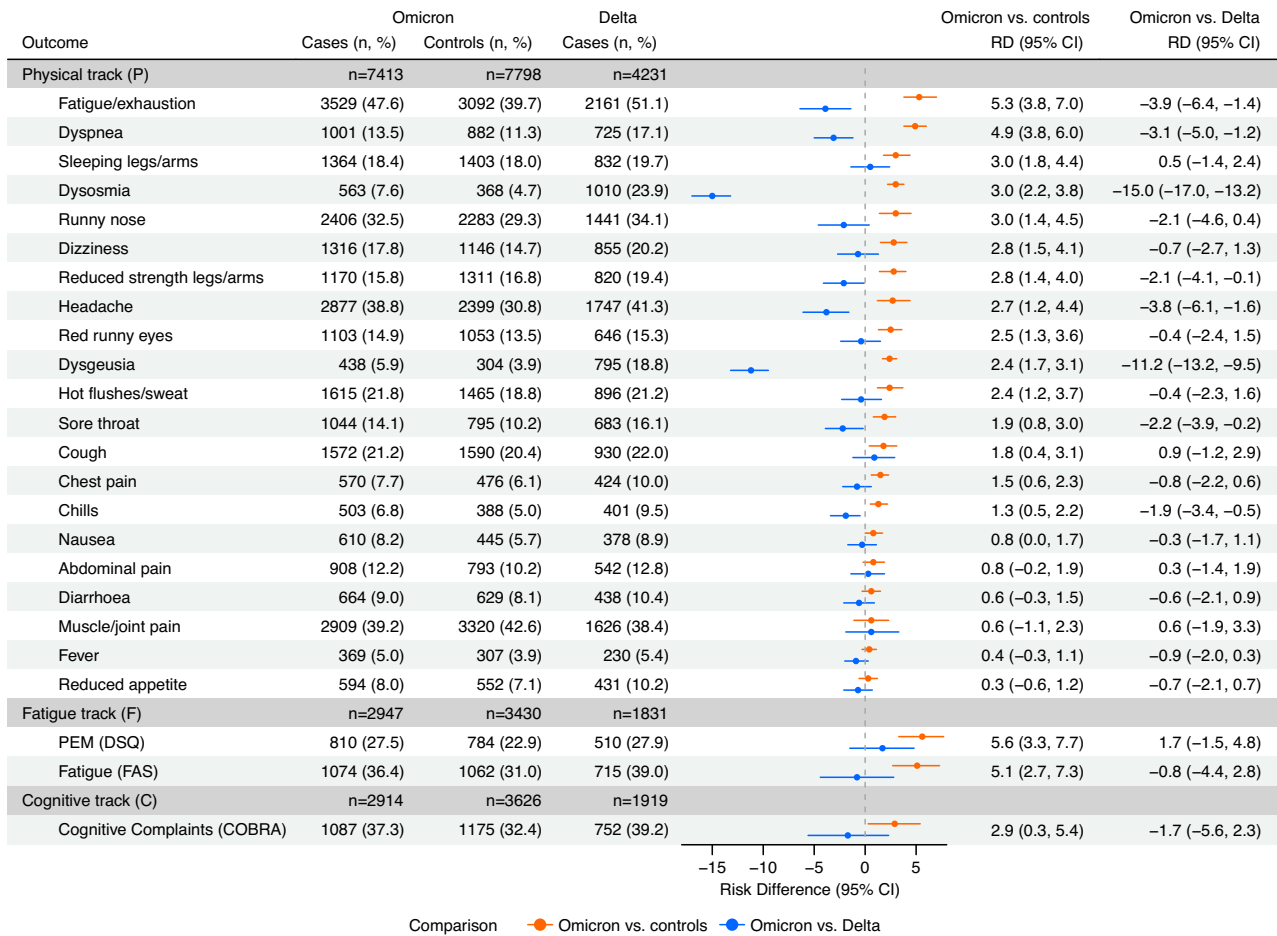 Omicron Delta Omicron vs. controls Omicron vs. Delta
Outcome Cases (n, %) Controls (n, %) Cases (n, %) RD (95% CI) RD (95% CI)
Physical track (P) n=7413 n=7798 n=4231
Fatigue/exhaustion 3529 (47.6) 3092 (39.7) 2161 (51.1) 5.3 (3.8, 7.0) −3.9 (−6.4, −1.4)
Dyspnea 1001 (13.5) 882 (11.3) 725 (17.1) 4.9 (3.8, 6.0) −3.1 (−5.0, −1.2)
Sleeping legs/arms 1364 (18.4) 1403 (18.0) 832 (19.7) 3.0 (1.8, 4.4) 0.5 (−1.4, 2.4)
Dysosmia 563 (7.6) 368 (4.7) 1010 (23.9) 3.0 (2.2, 3.8) −15.0 (−17.0, −13.2)
Runny nose 2406 (32.5) 2283 (29.3) 1441 (34.1) 3.0 (1.4, 4.5) −2.1 (−4.6, 0.4)
Dizziness 1316 (17.8) 1146 (14.7) 855 (20.2) 2.8 (1.5, 4.1) −0.7 (−2.7, 1.3)
Reduced strength legs/arms 1170 (15.8) 1311 (16.8) 820 (19.4) 2.8 (1.4, 4.0) −2.1 (−4.1, −0.1)
Headache 2877 (38.8) 2399 (30.8) 1747 (41.3) 2.7 (1.2, 4.4) −3.8 (−6.1, −1.6)
Red runny eyes 1103 (14.9) 1053 (13.5) 646 (15.3) 2.5 (1.3, 3.6) −0.4 (−2.4, 1.5)
Dysgeusia 438 (5.9) 304 (3.9) 795 (18.8) 2.4 (1.7, 3.1) −11.2 (−13.2, −9.5)
Hot flushes/sweat 1615 (21.8) 1465 (18.8) 896 (21.2) 2.4 (1.2, 3.7) −0.4 (−2.3, 1.6)
Sore throat 1044 (14.1) 795 (10.2) 683 (16.1) 1.9 (0.8, 3.0) −2.2 (−3.9, −0.2)
Cough 1572 (21.2) 1590 (20.4) 930 (22.0) 1.8 (0.4, 3.1) 0.9 (−1.2, 2.9)
Chest pain 570 (7.7) 476 (6.1) 424 (10.0) 1.5 (0.6, 2.3) −0.8 (−2.2, 0.6)
Chills 503 (6.8) 388 (5.0) 401 (9.5) 1.3 (0.5, 2.2) −1.9 (−3.4, −0.5)
Nausea 610 (8.2) 445 (5.7) 378 (8.9) 0.8 (0.0, 1.7) −0.3 (−1.7, 1.1)
Abdominal pain 908 (12.2) 793 (10.2) 542 (12.8) 0.8 (−0.2, 1.9) 0.3 (−1.4, 1.9)
Diarrhoea 664 (9.0) 629 (8.1) 438 (10.4) 0.6 (−0.3, 1.5) −0.6 (−2.1, 0.9)
Muscle/joint pain 2909 (39.2) 3320 (42.6) 1626 (38.4) 0.6 (−1.1, 2.3) 0.6 (−1.9, 3.3)
Fever 369 (5.0) 307 (3.9) 230 (5.4) 0.4 (−0.3, 1.1) −0.9 (−2.0, 0.3)
Reduced appetite 594 (8.0) 552 (7.1) 431 (10.2) 0.3 (−0.6, 1.2) −0.7 (−2.1, 0.7)
Fatigue track (F) n=2947 n=3430 n=1831
PEM (DSQ) 810 (27.5) 784 (22.9) 510 (27.9) 5.6 (3.3, 7.7) 1.7 (−1.5, 4.8)
Fatigue (FAS) 1074 (36.4) 1062 (31.0) 715 (39.0) 5.1 (2.7, 7.3) −0.8 (−4.4, 2.8)
Cognitive track (C) n=2914 n=3626 n=1919
Cognitive Complaints (COBRA) 1087 (37.3) 1175 (32.4) 752 (39.2) 2.9 (0.3, 5.4) −1.7 (−5.6, 2.3)
−15 −10 −5 0 5
Risk Difference (95% CI)
Comparison Omicron vs. controls Omicron vs. Delta